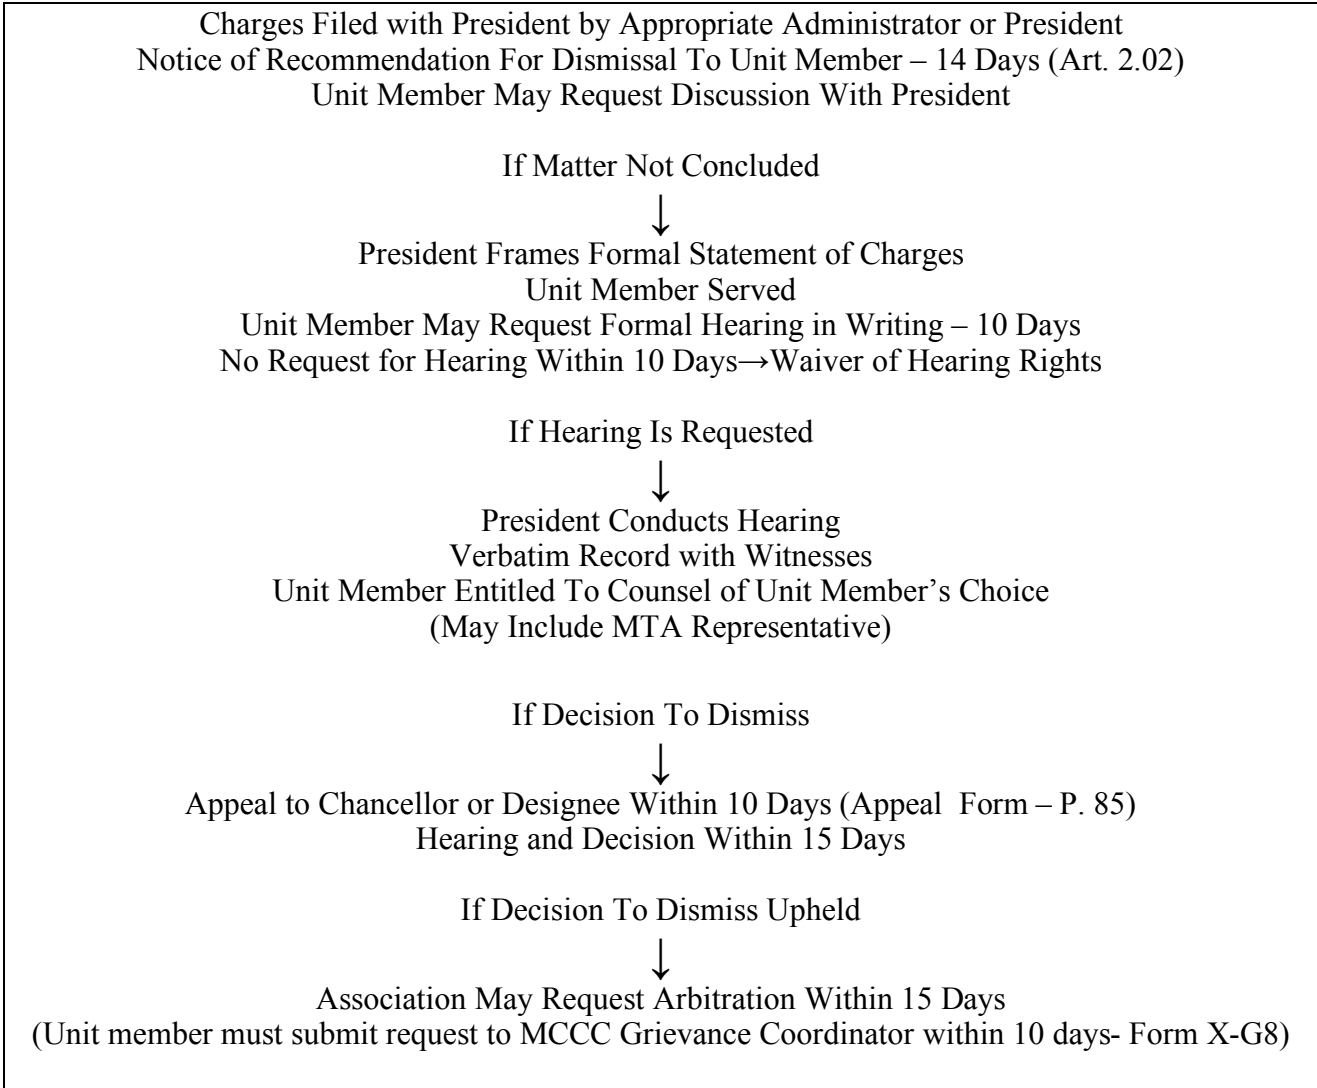 Charges Filed with President by Appropriate Administrator or President
Notice of Recommendation For Dismissal To Unit Member – 14 Days (Art. 2.02)
Unit Member May Request Discussion With President
If Matter Not Concluded
↓
President Frames Formal Statement of Charges
Unit Member Served
Unit Member May Request Formal Hearing in Writing – 10 Days
No Request for Hearing Within 10 Days→Waiver of Hearing Rights
If Hearing Is Requested
↓
President Conducts Hearing
Verbatim Record with Witnesses
Unit Member Entitled To Counsel of Unit Member’s Choice
(May Include MTA Representative)
If Decision To Dismiss
↓
Appeal to Chancellor or Designee Within 10 Days (Appeal  Form – P. 85)
Hearing and Decision Within 15 Days
If Decision To Dismiss Upheld
↓
Association May Request Arbitration Within 15 Days
(Unit member must submit request to MCCC Grievance Coordinator within 10 days- Form X-G8)